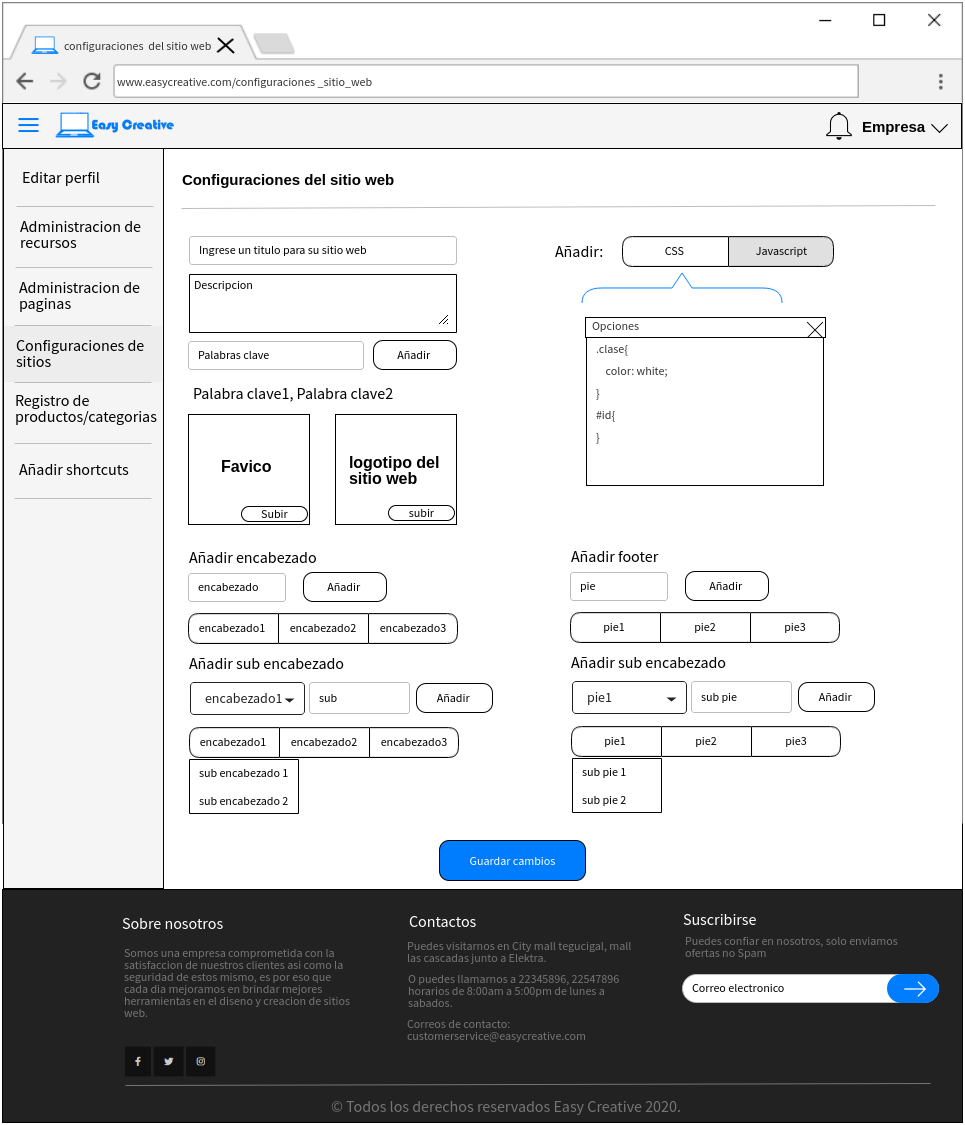 configuraciones  del sitio web
www.easycreative.com/configuraciones _sitio_web
Easy Creative
Empresa
Editar perfil
Administracion de
recursos
Administracion de
paginas
Configuraciones de
sitios
Registro de
productos/categorias
Añadir shortcuts
Configuraciones del sitio web
Ingrese un titulo para su sitio web
Descripcion
Palabras clave
Añadir
Palabra clave1, Palabra clave2
Favico
Subir
logotipo del
sitio web
subir
Añadir:
CSS
Javascript
Opciones
.clase{
color: white;
}
#id{
}
Añadir encabezado
encabezado
Añadir
encabezado1
encabezado2
encabezado3
Añadir sub encabezado
encabezado1
sub
Añadir
encabezado1
encabezado2
encabezado3
sub encabezado 1
sub encabezado 2
Añadir footer
pie
Añadir
pie1
pie2
pie3
Añadir sub encabezado
pie1
sub pie
Añadir
pie1
pie2
pie3
sub pie 1
sub pie 2
Guardar cambios
Sobre nosotros
Somos una empresa comprometida con la
satisfaccion de nuestros clientes asi como la
seguridad de estos mismo, es por eso que
cada dia mejoramos en brindar mejores
herramientas en el diseno y creacion de sitios
web.
Contactos
Puedes visitarnos en City mall tegucigal, mall
las cascadas junto a Elektra.
O puedes llamarnos a 22345896, 22547896
horarios de 8:00am a 5:00pm de lunes a
sabados.
Correos de contacto:
customerservice@easycreative.com
Suscribirse
Puedes confiar en nosotros, solo enviamos
ofertas no Spam
Correo electronico
© Todos los derechos reservados Easy Creative 2020.